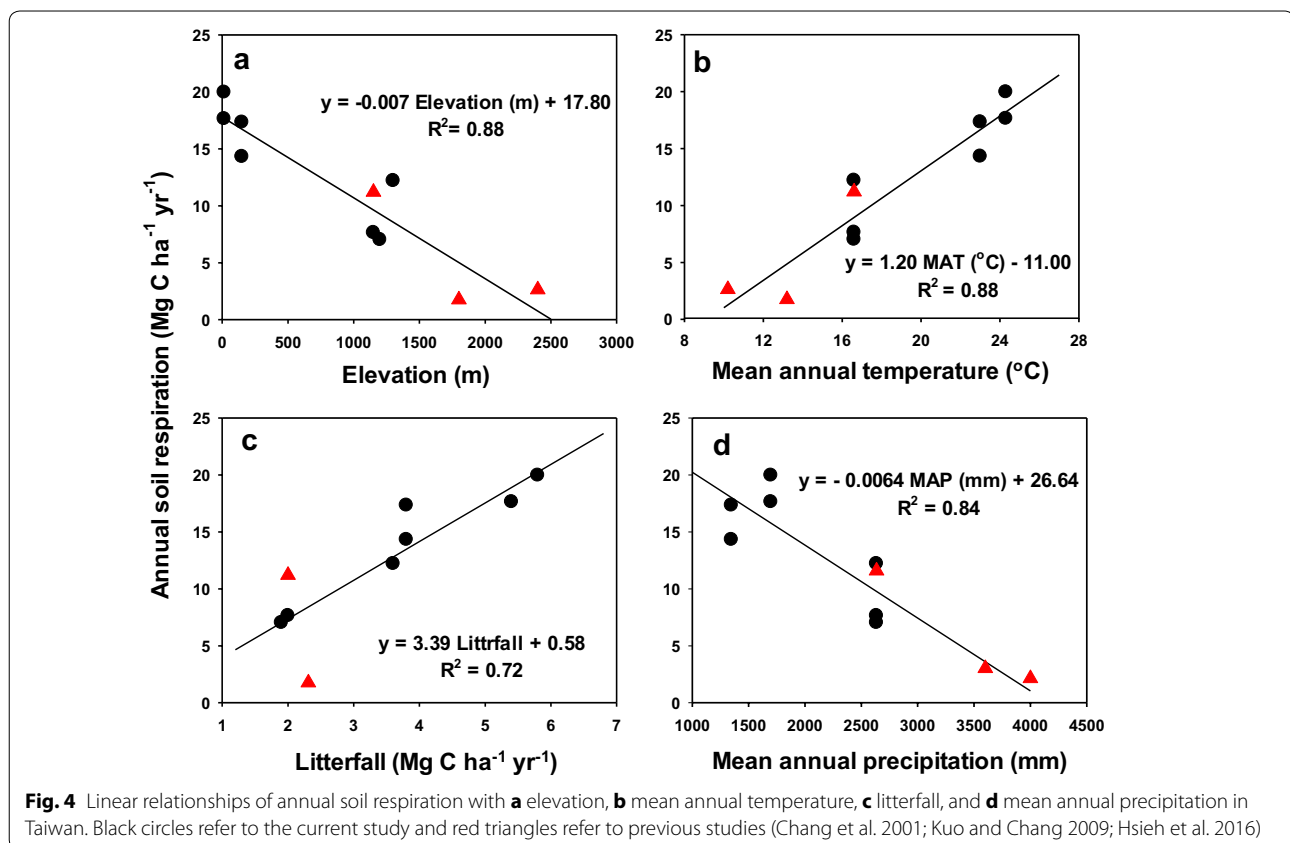 a
y = -0.007 Elevation (m) + 17.80
R² = 0.88
25
20
15
10
5
0
0 500 1000 1500 2000 2500 3000
Elevation (m)
b
y = 1.20 MAT (°C) - 11.00
R² = 0.88
25
20
15
10
5
0
8 12 16 20 24 28
Mean annual temperature (°C)
Annual soil respiration (Mg C ha⁻¹ yr⁻¹)
c
y = 3.39 Littrfall + 0.58
R² = 0.72
25
20
15
10
5
0
1 2 3 4 5 6 7
Litterfall (Mg C ha⁻¹ yr⁻¹)
d
y = - 0.0064 MAP (mm) + 26.64
R² = 0.84
25
20
15
10
5
0
1000 1500 2000 2500 3000 3500 4000 4500
Mean annual precipitation (mm)
Fig. 4 Linear relationships of annual soil respiration with a elevation, b mean annual temperature, c litterfall, and d mean annual precipitation in
Taiwan. Black circles refer to the current study and red triangles refer to previous studies (Chang et al. 2001; Kuo and Chang 2009; Hsieh et al. 2016)